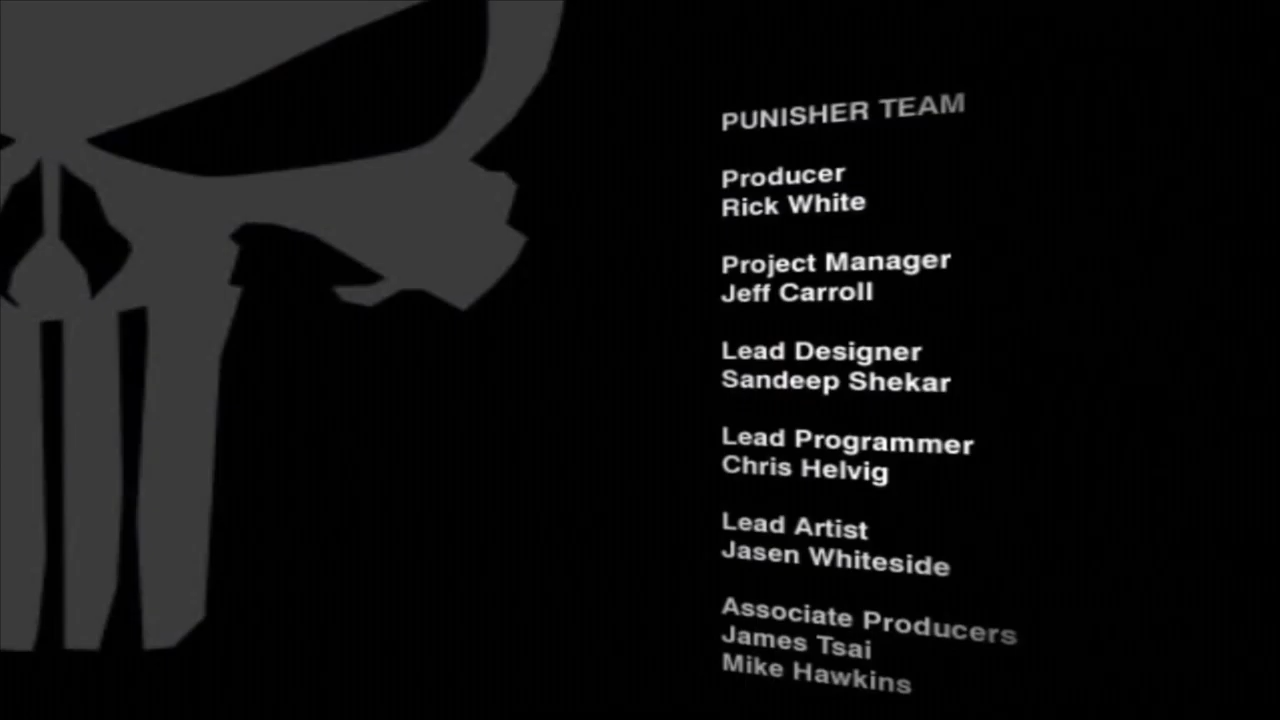 PUNISHER TEAM
Producer
Rick White
Project Manager
Jeff Carroll
Lead Designer
Sandeep Shekar
Lead Programmer
Chris Helvig
Lead Artist
Jasen Whiteside
Associate Producers
James Tsai
Mike Hawkins